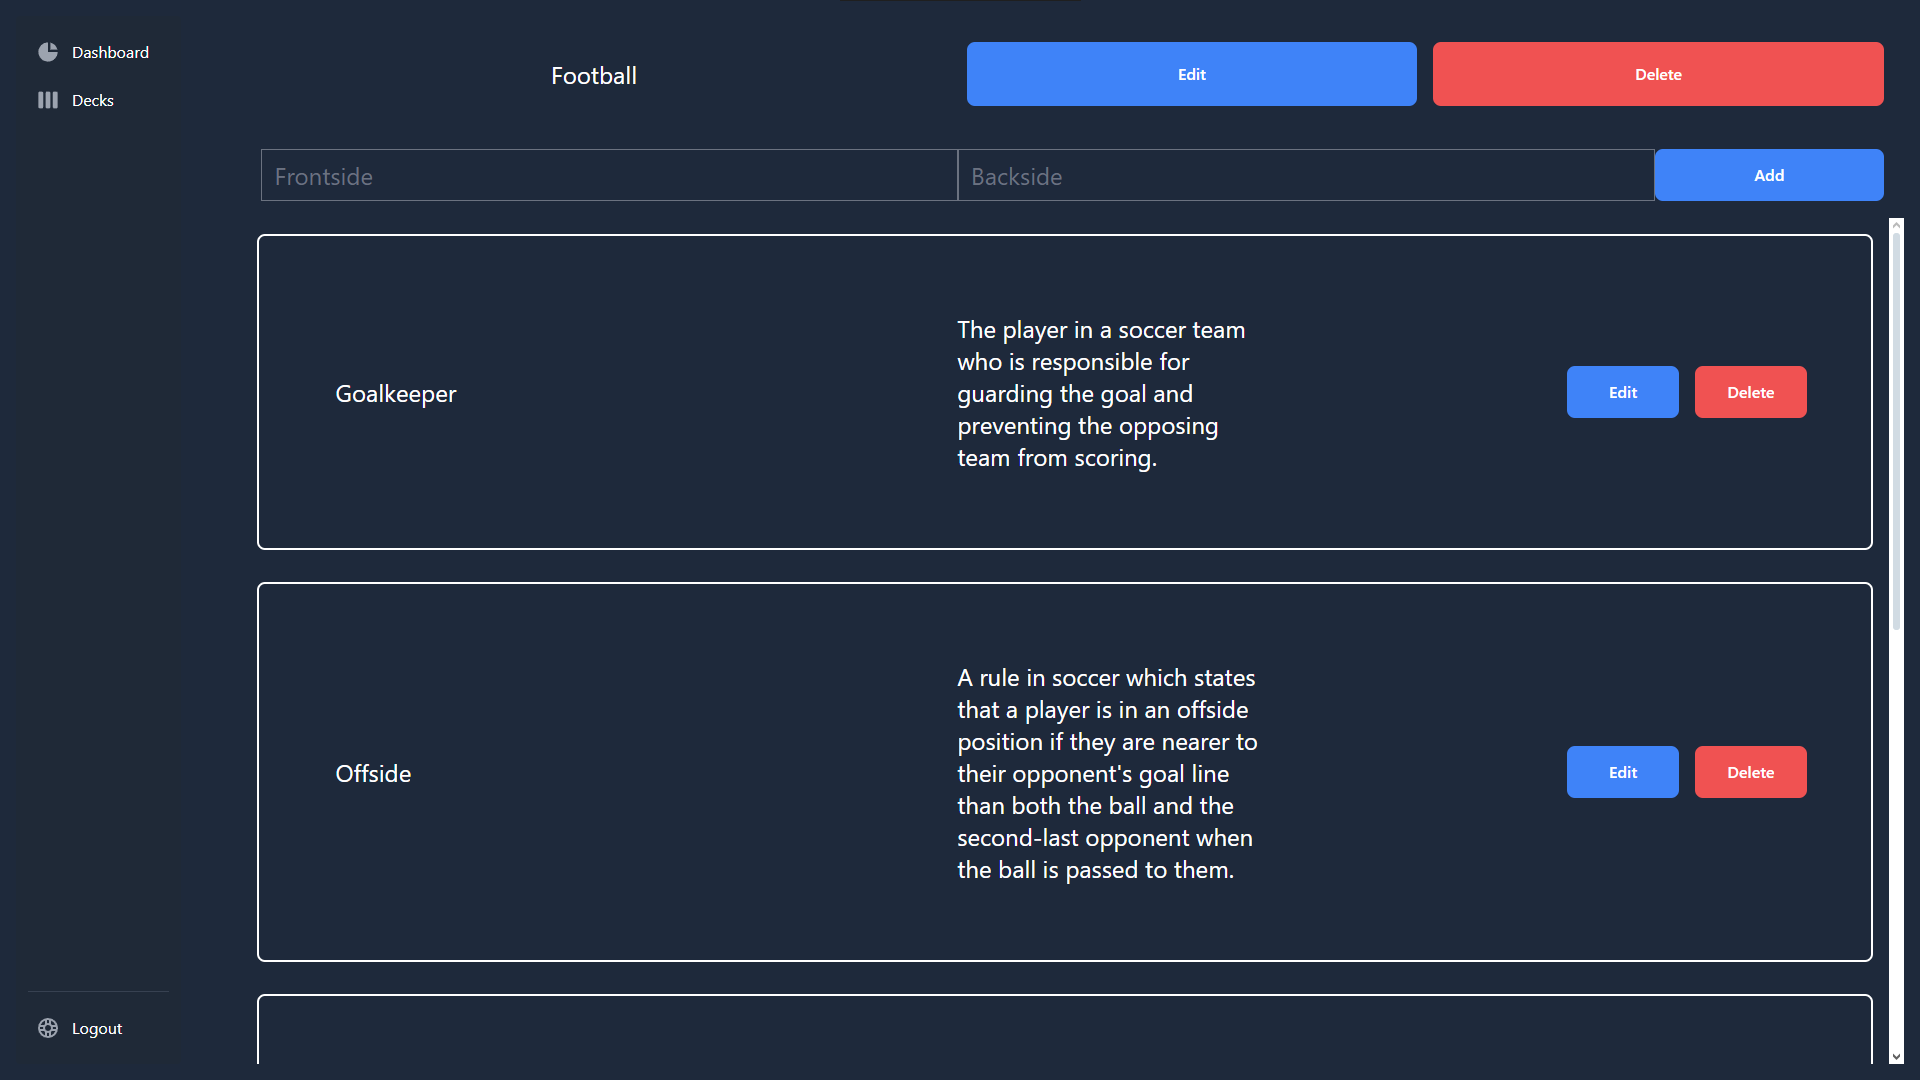 Dashboard
Decks
Football
Edit
Delete
Frontside
Backside
Add
Goalkeeper
The player in a soccer team
who is responsible for
guarding the goal and
preventing the opposing
team from scoring.
Edit
Delete
Offside
A rule in soccer which states
that a player is in an offside
position if they are nearer to
their opponent's goal line
than both the ball and the
second-last opponent when
the ball is passed to them.
Edit
Delete
Logout